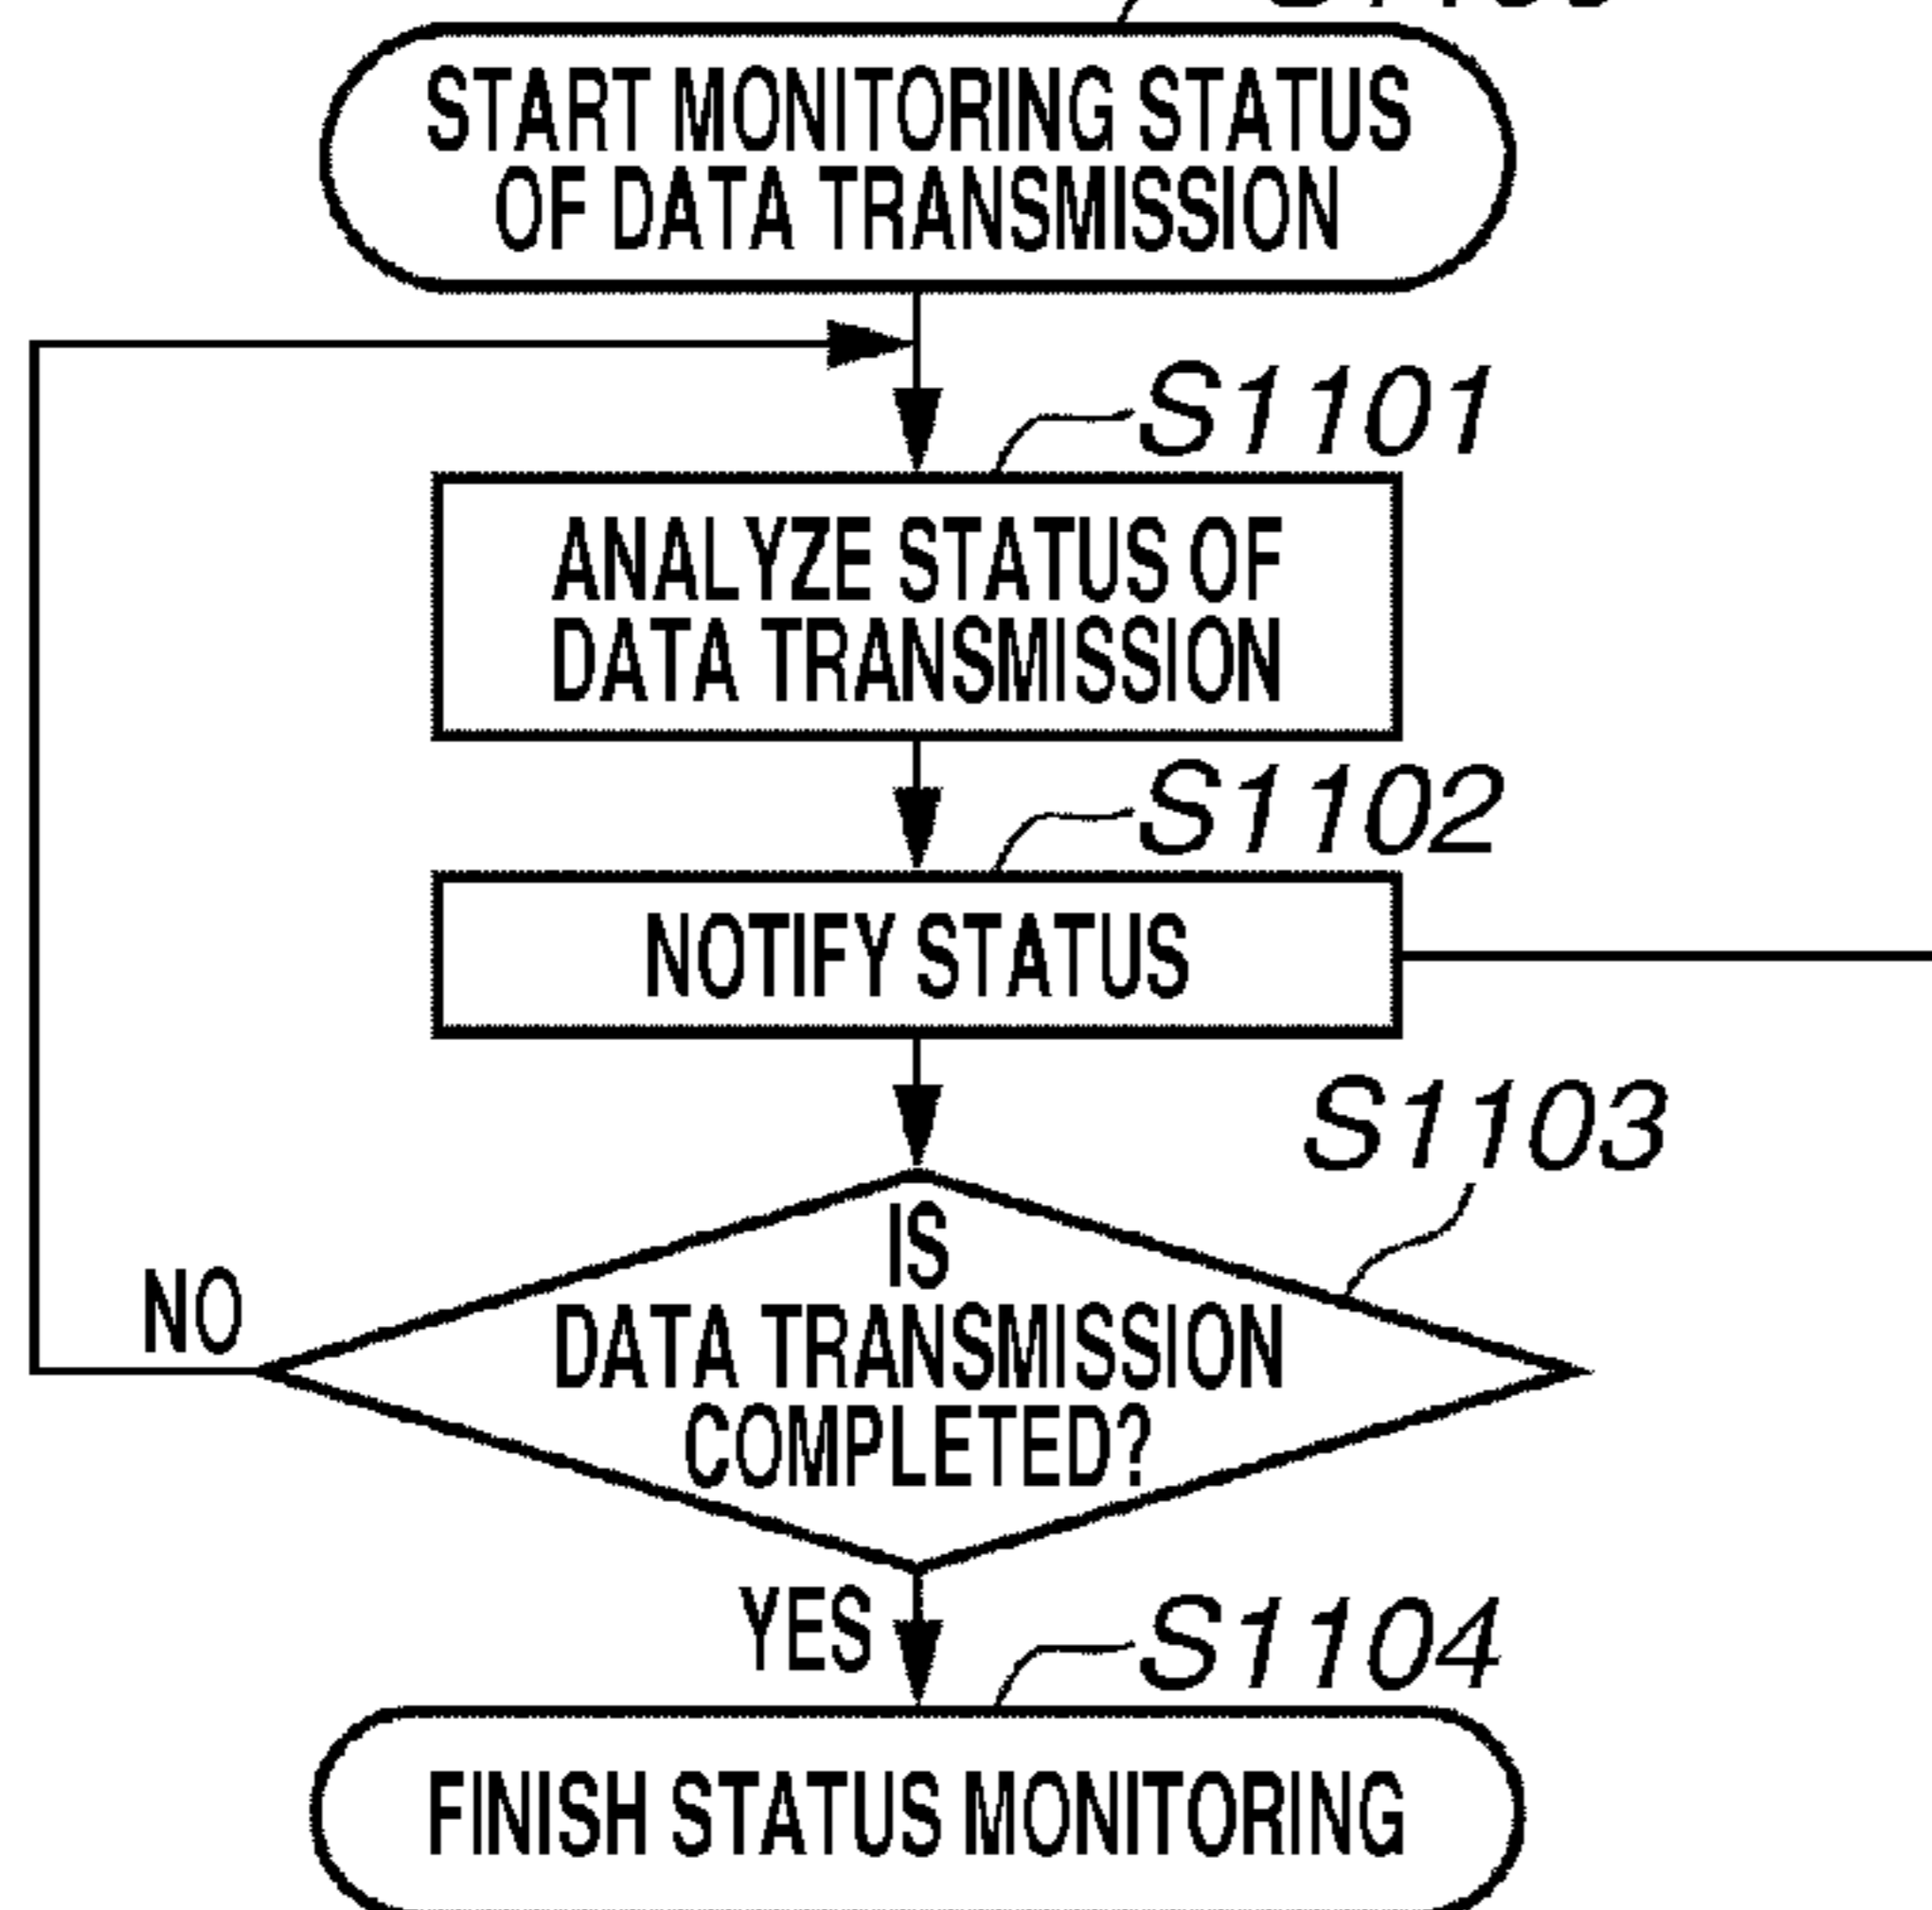 START MONITORING STATUS
OF DATA TRANSMISSION
S1101
ANALYZE STATUS OF
DATA TRANSMISSION
S1102
NOTIFY STATUS
S1103
IS
DATA TRANSMISSION
COMPLETED?
NO
YES
S1104
FINISH STATUS MONITORING